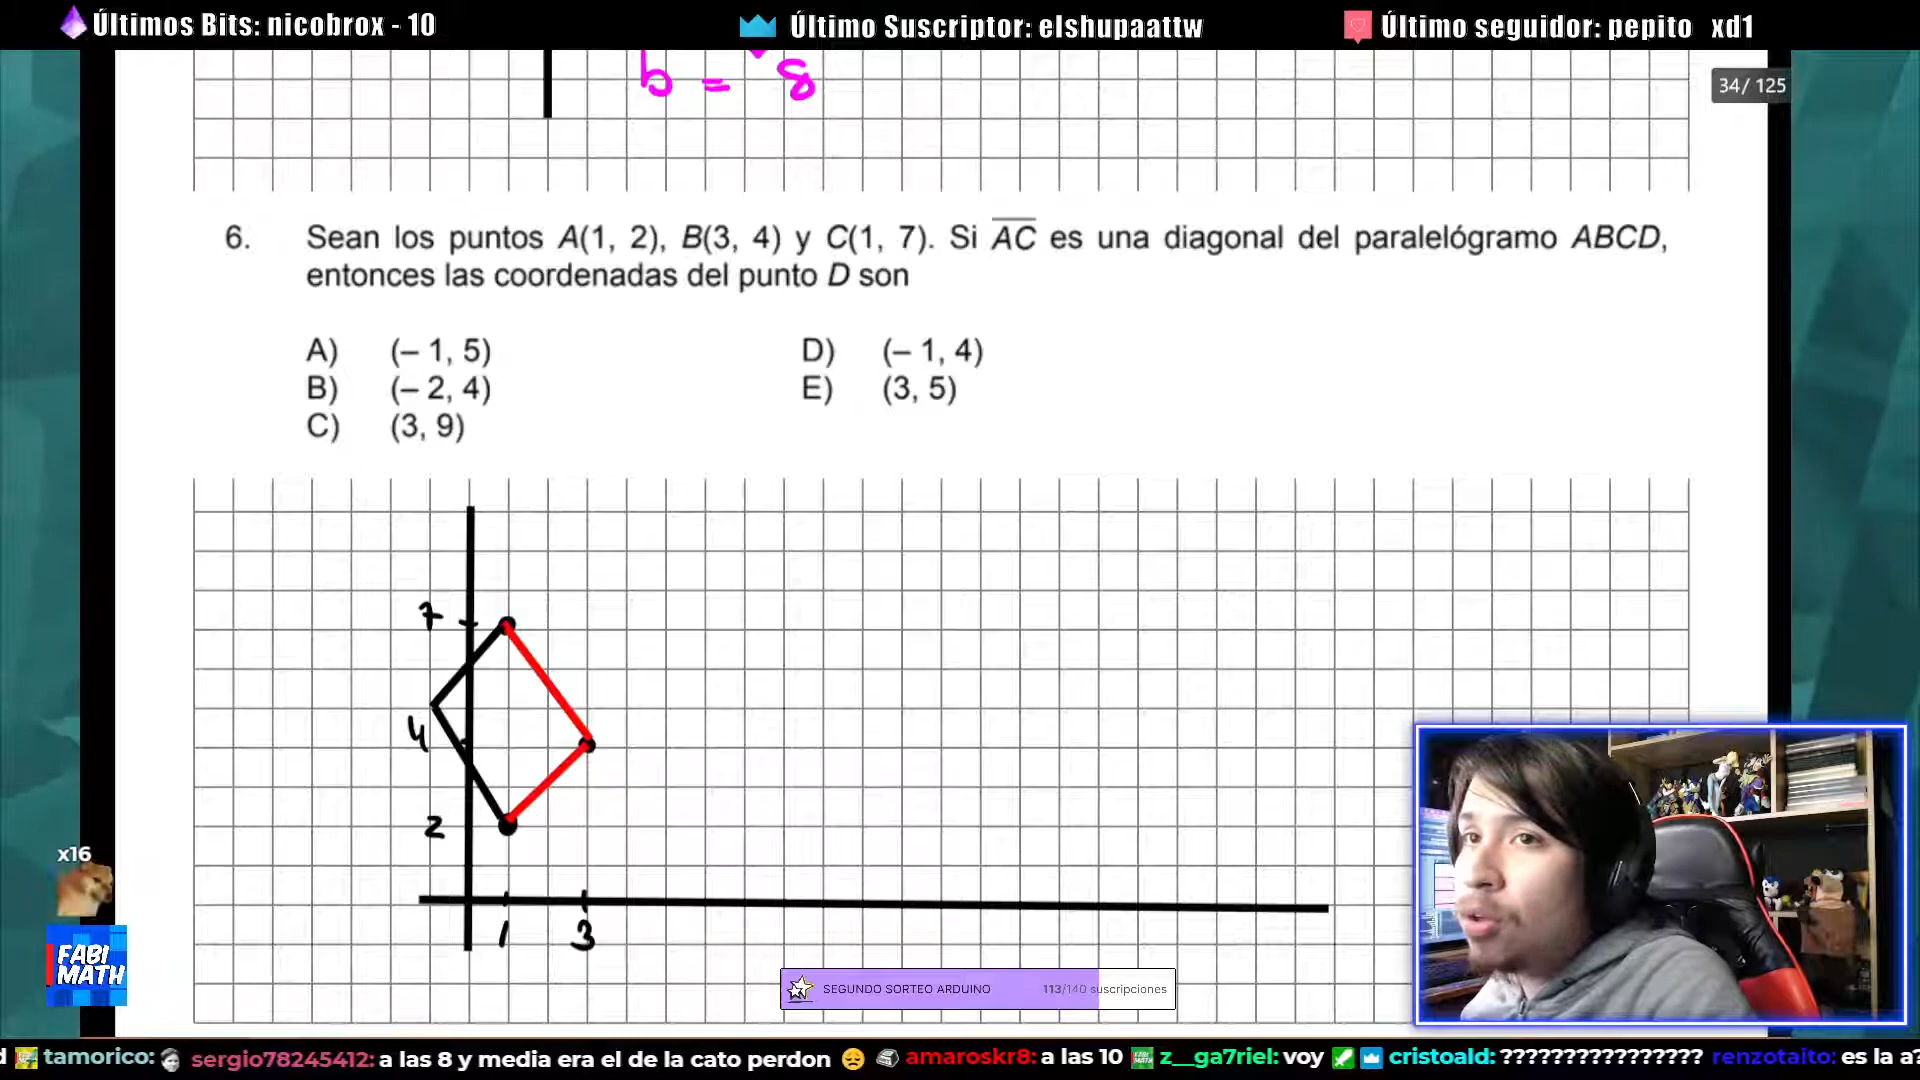 Últimos Bits: nicobrox - 10
Último Suscriptor: elshupaattw
Último seguidor: pepito_xd1
b = 8
34/ 125
6. Sean los puntos A(1, 2), B(3, 4) y C(1, 7). Si AC es una diagonal del paralelógramo ABCD,
entonces las coordenadas del punto D son
A) (– 1, 5) D) (– 1, 4)
B) (– 2, 4) E) (3, 5)
C) (3, 9)
7
4
2
1 3
x16
FABI
MATH
SEGUNDO SORTEO ARDUINO 113/140 suscripciones
tamorico: sergio78245412: a las 8 y media era el de la cato perdon amaroskr8: a las 10 z__ga7riel: voy cristoald: ??????????????? renzotaito: es la a?